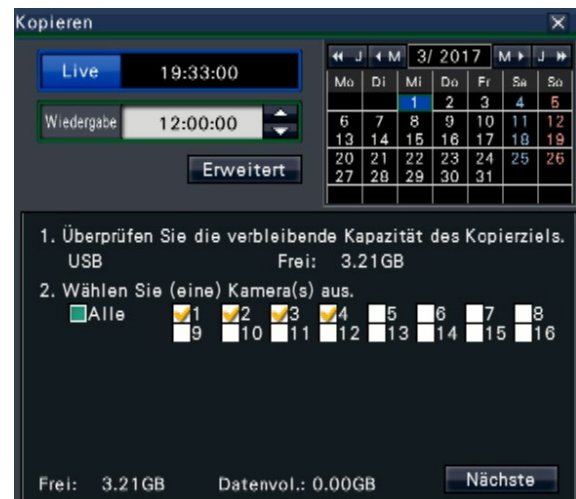 Kopieren
Live 19:33:00
Wiedergabe 12:00:00
Erweitert
J M 3/ 2017 M J
Mo Di Mi Do Fr Sa So
1 2 3 4 5
6 7 8 9 10 11 12
13 14 15 16 17 18 19
20 21 22 23 24 25 26
27 28 29 30 31
1. Überprüfen Sie die verbleibende Kapazität des Kopierziels.
USB Frei: 3.21GB
2. Wählen Sie (eine) Kamera(s) aus.
Alle 1 2 3 4 5 6 7 8
9 10 11 12 13 14 15 16
Frei: 3.21GB Datenvol.: 0.00GB Nächste